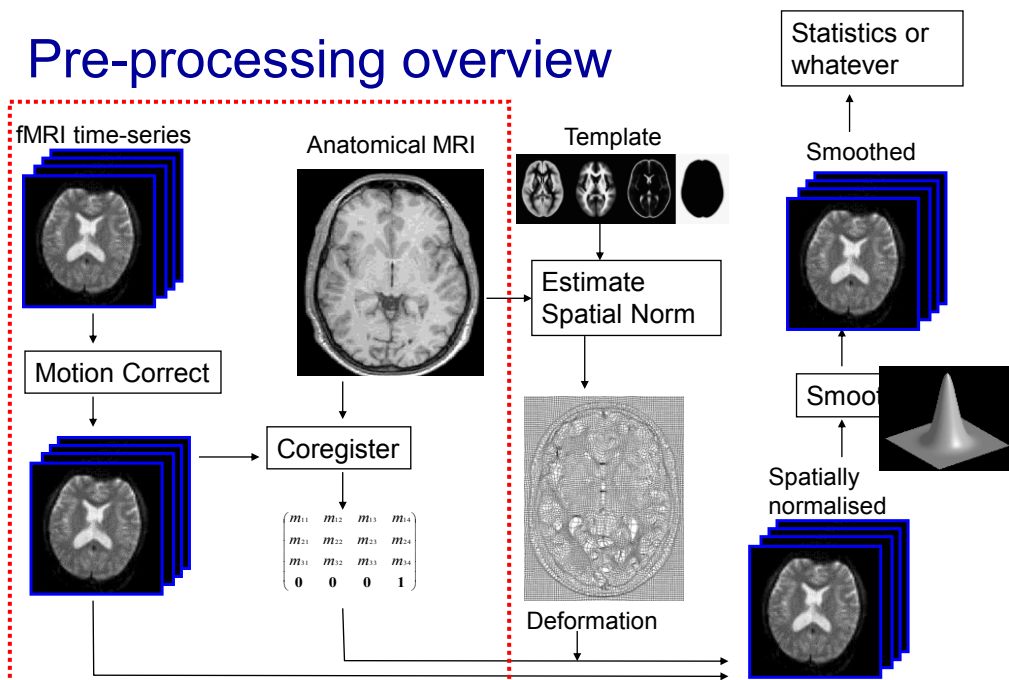 Pre-processing overview
Statistics or
whatever
fMRI time-series
Anatomical MRI
Template
Smoothed
Estimate
Spatial Norm
Motion Correct
Smoot
Coregister
Spatially
normalised
m11 m12 m13 m14
m21 m22 m23 m24
m31 m32 m33 m34
0 0 0 1
Deformation